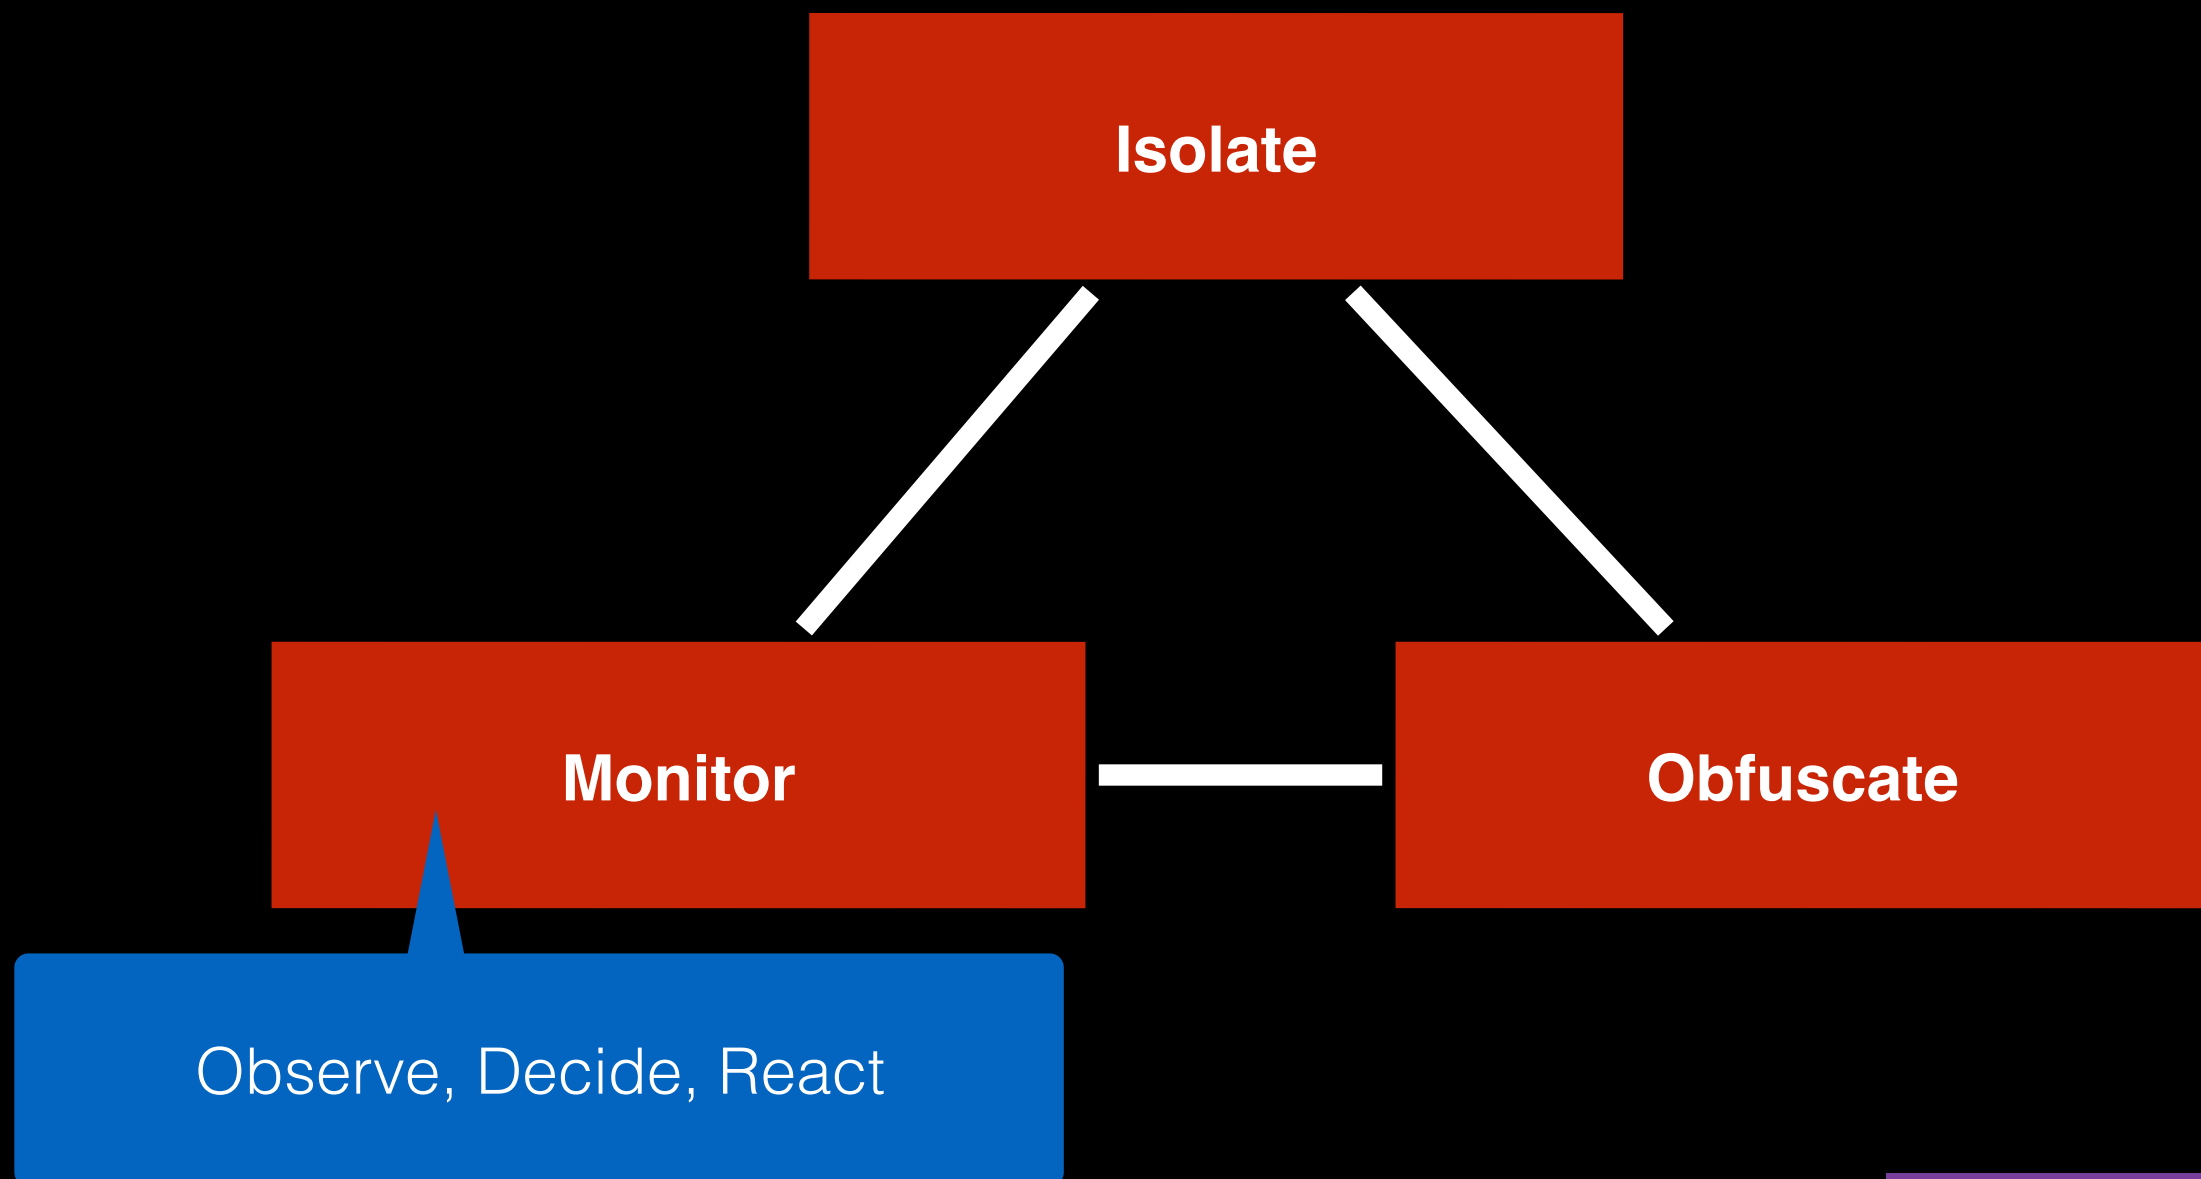 Isolate
Monitor
Obfuscate
Observe, Decide, React